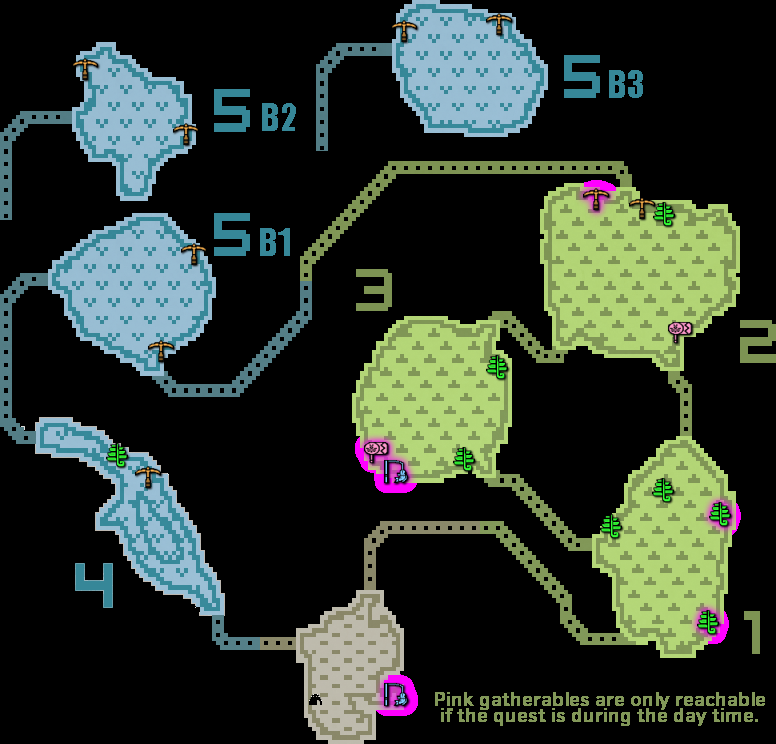 5 B2
5 B3
5 B1
3
2
4
1
Pink gatherables are only reachable
if the quest is during the day time.